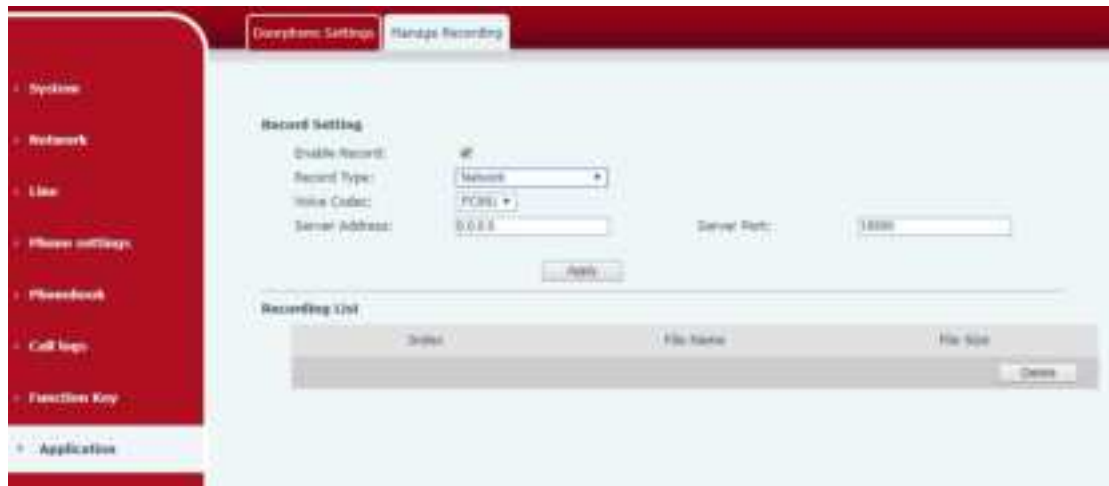 Doorphone Settings
Manage Recording
System
Network
Line
Phone settings
Phonebook
Call logs
Function Key
Application
Record Setting
Enable Record:
Record Type:
Network
Voice Codec:
PCMU
Server Address:
0.0.0.0
Server Port:
10000
Apply
Recording List
Index
File Name
File Size
Delete